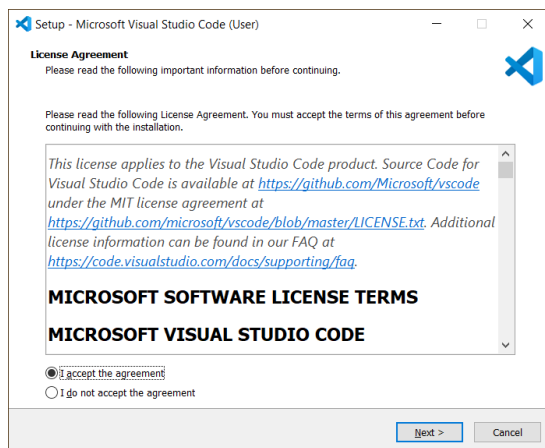 Setup - Microsoft Visual Studio Code (User)
License Agreement
Please read the following important information before continuing.
Please read the following License Agreement. You must accept the terms of this agreement before
continuing with the installation.
This license applies to the Visual Studio Code product. Source Code for
Visual Studio Code is available at https://github.com/Microsoft/vscode
under the MIT license agreement at
https://github.com/microsoft/vscode/blob/master/LICENSE.txt. Additional
license information can be found in our FAQ at
https://code.visualstudio.com/docs/supporting/faq.
MICROSOFT SOFTWARE LICENSE TERMS
MICROSOFT VISUAL STUDIO CODE
I accept the agreement
I do not accept the agreement
Next >
Cancel